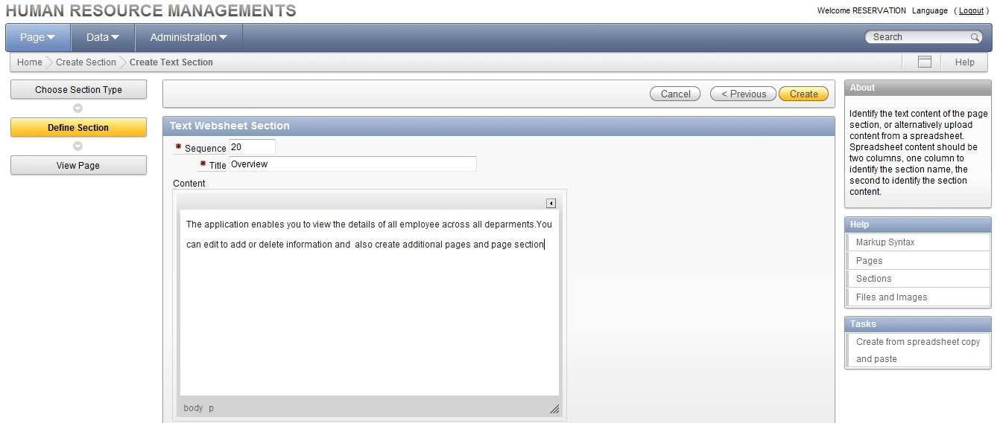 HUMAN RESOURCE MANAGEMENTS
Welcome RESERVATION Language ( Logout )
Page Data Administration Search
Home Create Section Create Text Section Help
Choose Section Type
Define Section
View Page
Cancel < Previous Create
Text Websheet Section
* Sequence 20
* Title Overview
Content
The application enables you to view the details of all employee across all deparments.You
can edit to add or delete information and also create additional pages and page section
body p
About
Identify the text content of the page
section, or alternatively upload
content from a spreadsheet.
Spreadsheet content should be
two columns, one column to
identify the section name, the
second to identify the section
content.
Help
Markup Syntax
Pages
Sections
Files and Images
Tasks
Create from spreadsheet copy
and paste